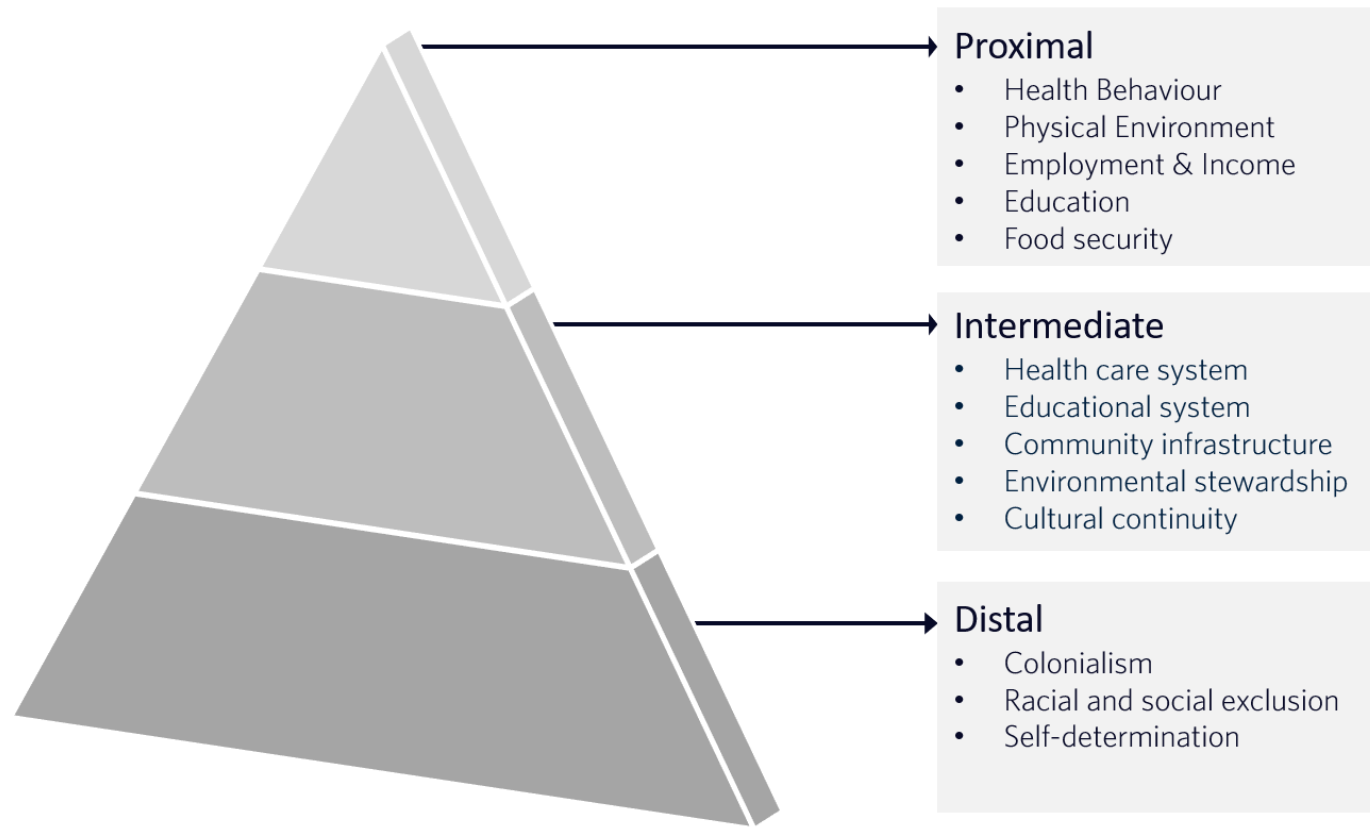 Proximal
• Health Behaviour
• Physical Environment
• Employment & Income
• Education
• Food security
Intermediate
• Health care system
• Educational system
• Community infrastructure
• Environmental stewardship
• Cultural continuity
Distal
• Colonialism
• Racial and social exclusion
• Self-determination